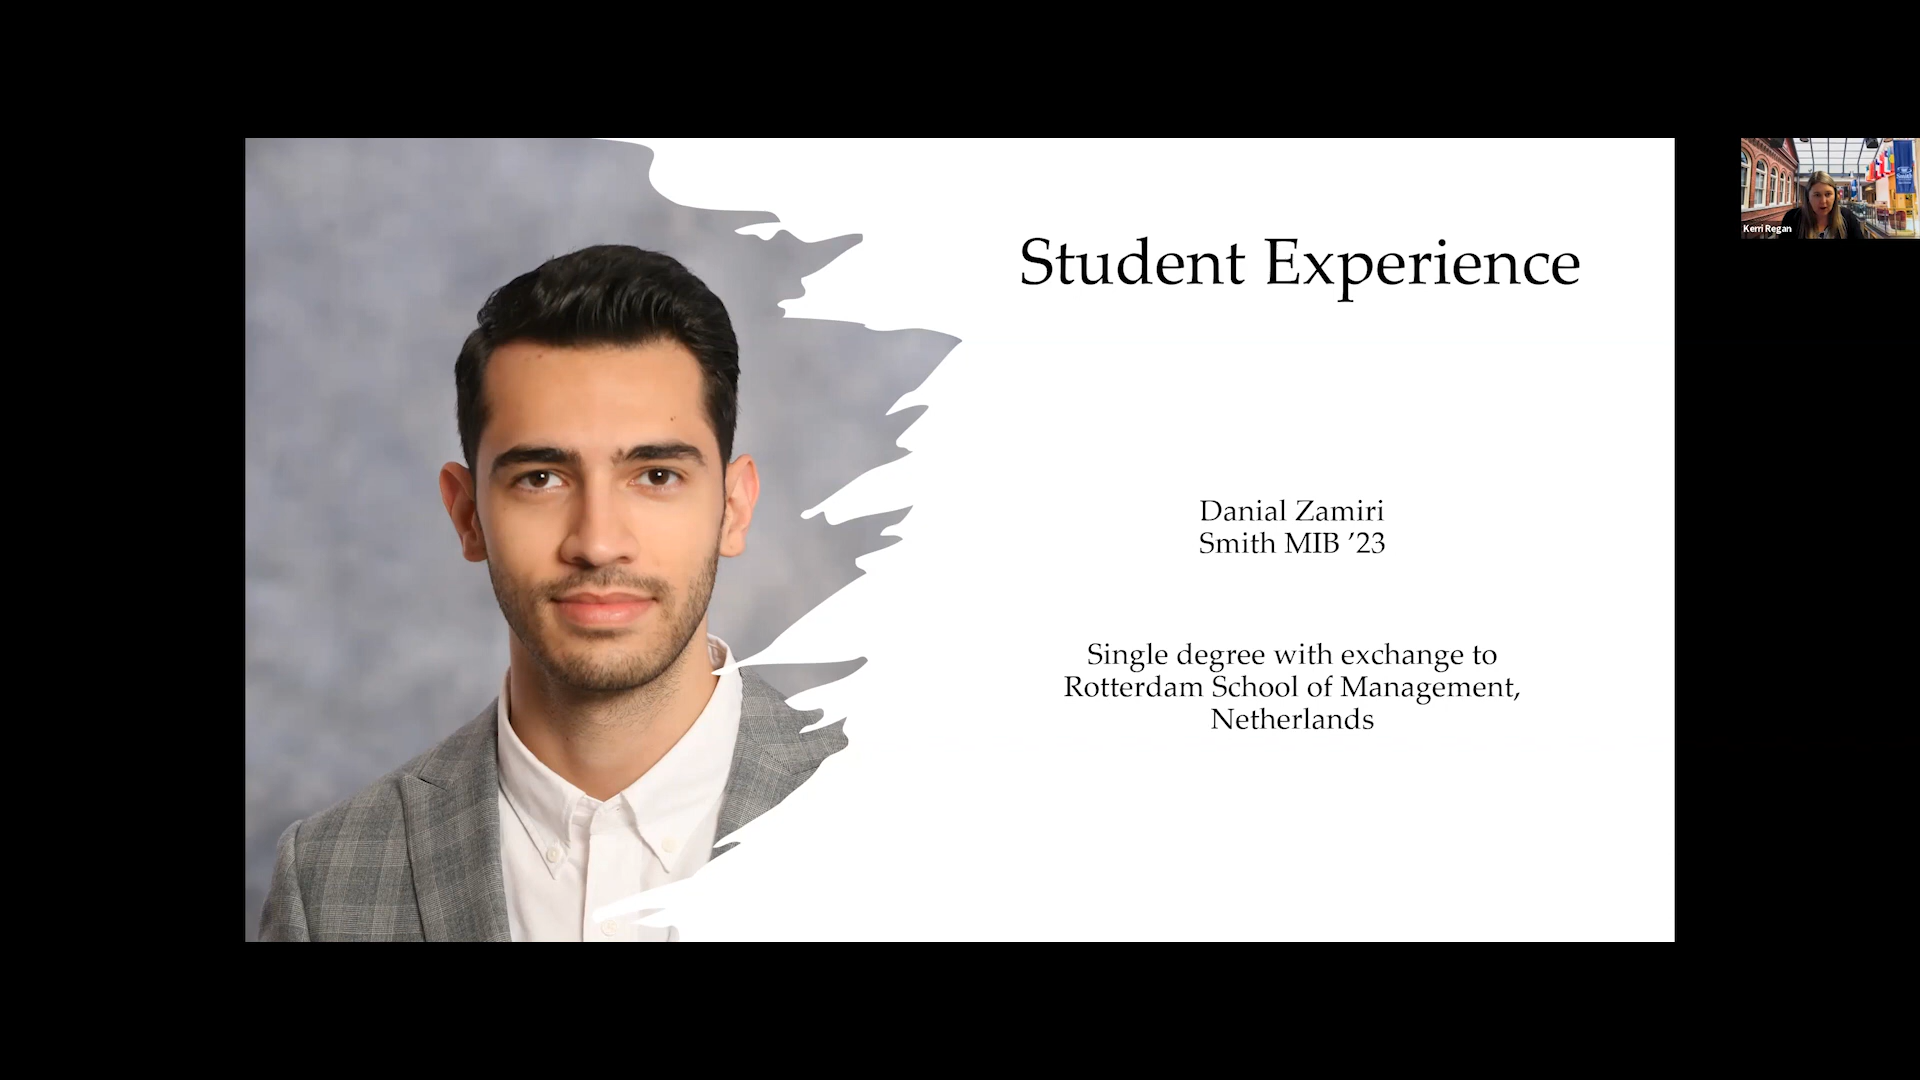 Student Experience
Danial Zamiri
Smith MIB ’23
Single degree with exchange to
Rotterdam School of Management,
Netherlands
Kerri Regan
Smith